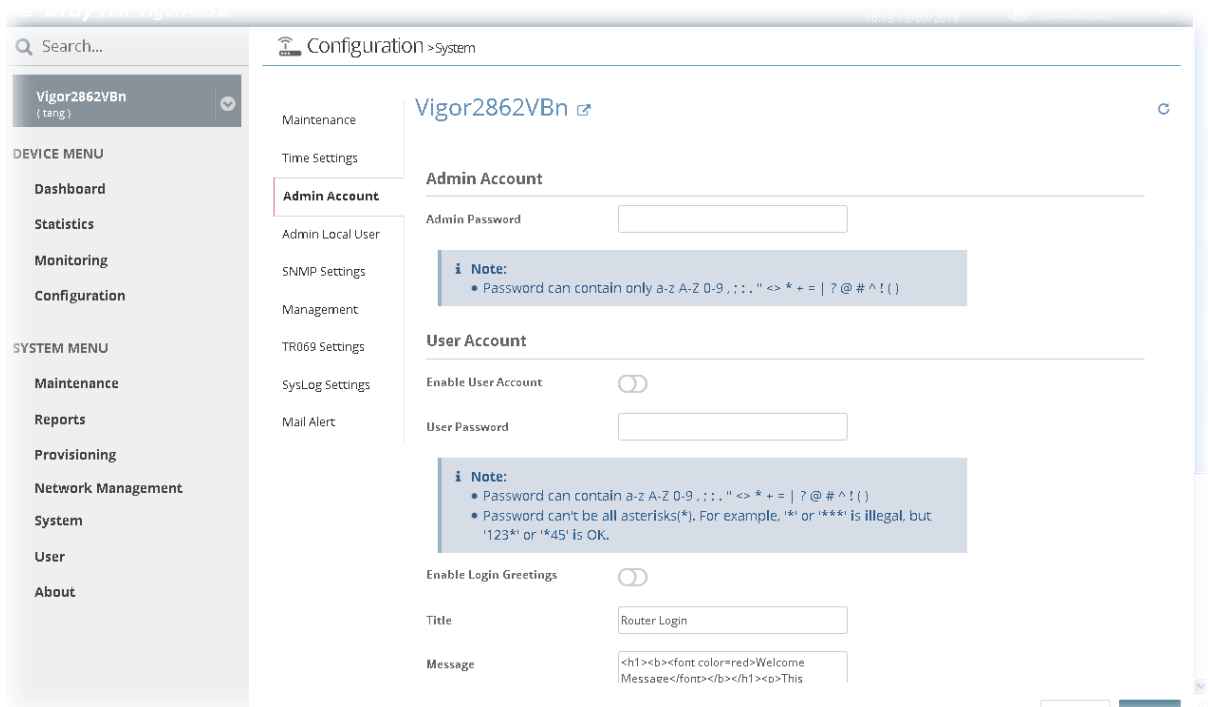 16:13 13/09/2018
Search...
Configuration >System
Vigor2862VBn
( tang )
DEVICE MENU
Dashboard
Statistics
Monitoring
Configuration
SYSTEM MENU
Maintenance
Reports
Provisioning
Network Management
System
User
About
Maintenance
Time Settings
Admin Account
Admin Local User
SNMP Settings
Management
TR069 Settings
SysLog Settings
Mail Alert
Vigor2862VBn
Admin Account
Admin Password
Note:
• Password can contain only a-z A-Z 0-9 , ; : . " <> * + = | ? @ # ^ ! ( )
User Account
Enable User Account
User Password
Note:
• Password can contain a-z A-Z 0-9 , ; : . " <> * + = | ? @ # ^ ! ( )
• Password can't be all asterisks(*). For example, '*' or '***' is illegal, but
'123*' or '*45' is OK.
Enable Login Greetings
Title
Router Login
Message
<h1><b><font color=red>Welcome
Message</font></b></h1><p>This